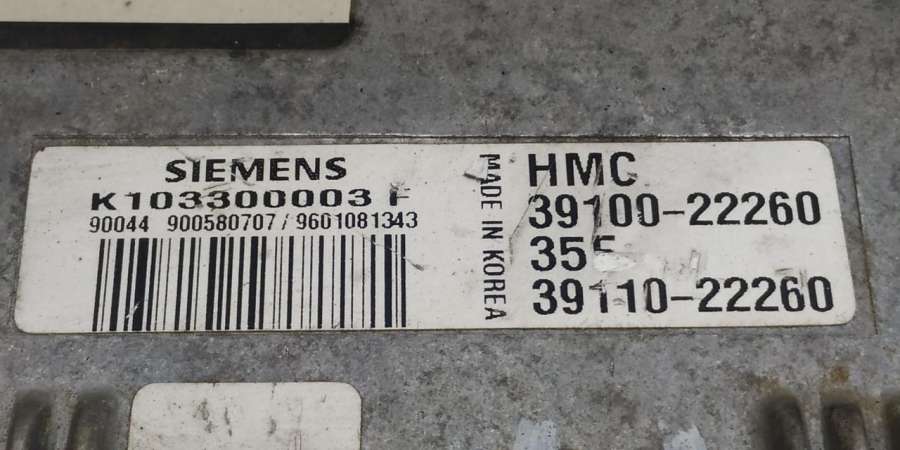 SIEMENS
K103300003 F
90044 900580707 / 9601081343
MADE IN KOREA
HMC
39100-22260
39110-22260